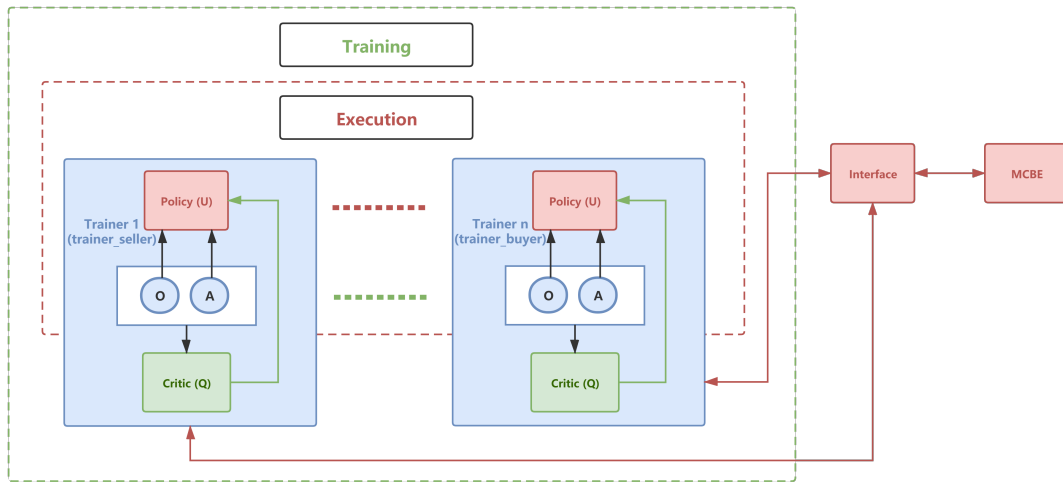 Training
Execution
Policy (U)
Trainer 1
(trainer_seller)
O
A
Critic (Q)
Policy (U)
Trainer n
(trainer_buyer)
O
A
Critic (Q)
Interface
MCBE